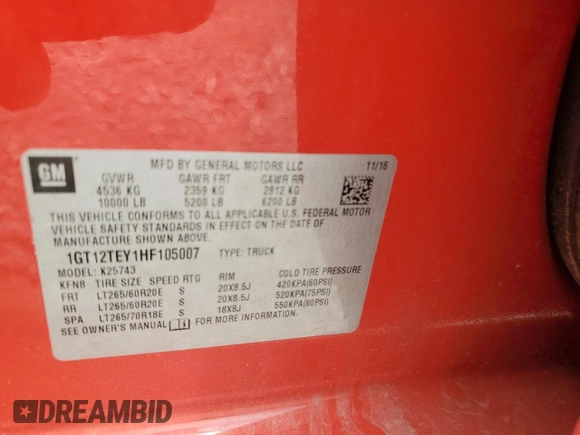 GM
MFD BY GENERAL MOTORS LLC 11/16
GVWR GAWR FRT GAWR RR
4536 KG 2359 KG 2812 KG
10000 LB 5200 LB 6200 LB
THIS VEHICLE CONFORMS TO ALL APPLICABLE U.S. FEDERAL MOTOR
VEHICLE SAFETY STANDARDS IN EFFECT ON THE DATE OF
MANUFACTURE SHOWN ABOVE.
1GT12TEY1HF105007 TYPE: TRUCK
MODEL: K25743
KFN8 TIRE SIZE SPEED RTG RIM COLD TIRE PRESSURE
FRT LT265/60R20E S 20X8.5J 420KPA(60PSI)
RR LT265/60R20E S 20X8.5J 520KPA(75PSI)
SPA LT265/70R18E S 18X8J 550KPA(80PSI)
SEE OWNER'S MANUAL FOR MORE INFORMATION.
DREAMBID